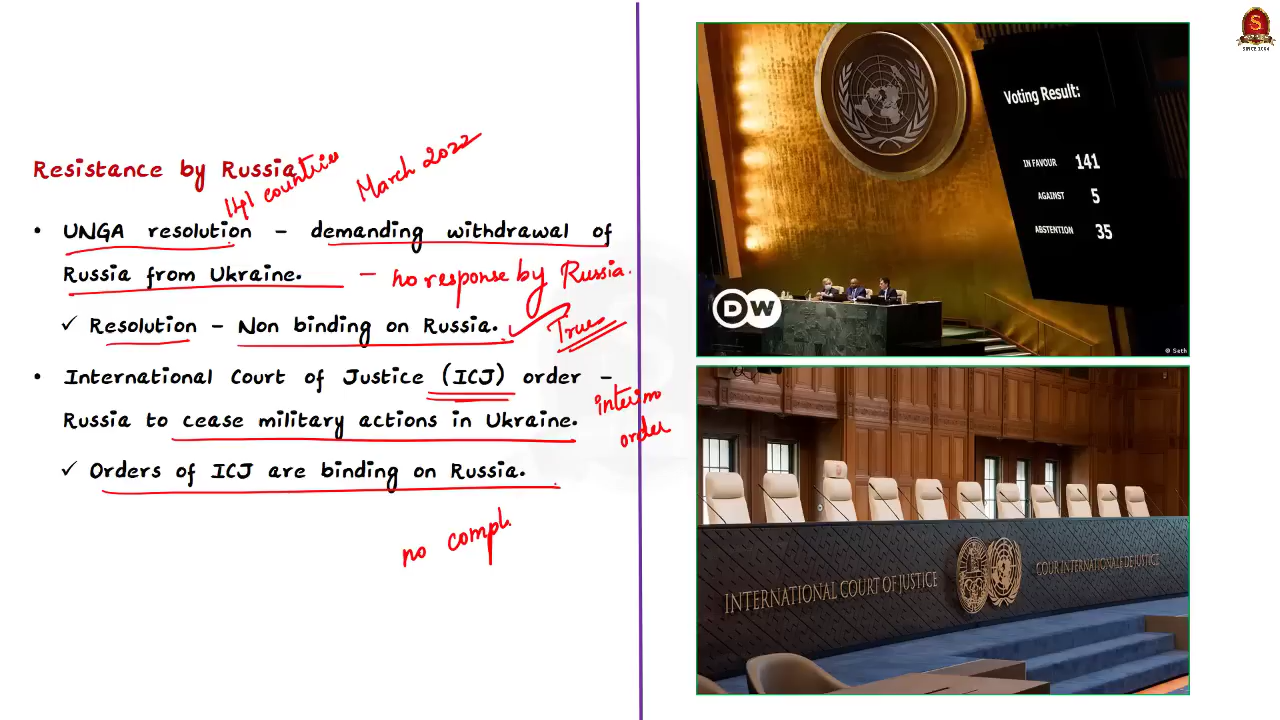 Resistance by Russia
141 countries
March 2022
• UNGA resolution – demanding withdrawal of
Russia from Ukraine.
– no response by Russia.
✓ Resolution – Non binding on Russia.
True
• International Court of Justice (ICJ) order –
Russia to cease military actions in Ukraine.
interim
order
✓ Orders of ICJ are binding on Russia.
no compl
Voting Result:
IN FAVOUR 141
AGAINST 5
ABSTENTION 35
DW
© Seth
INTERNATIONAL COURT OF JUSTICE
COUR INTERNATIONALE DE JUSTICE
S
SINCE 2004